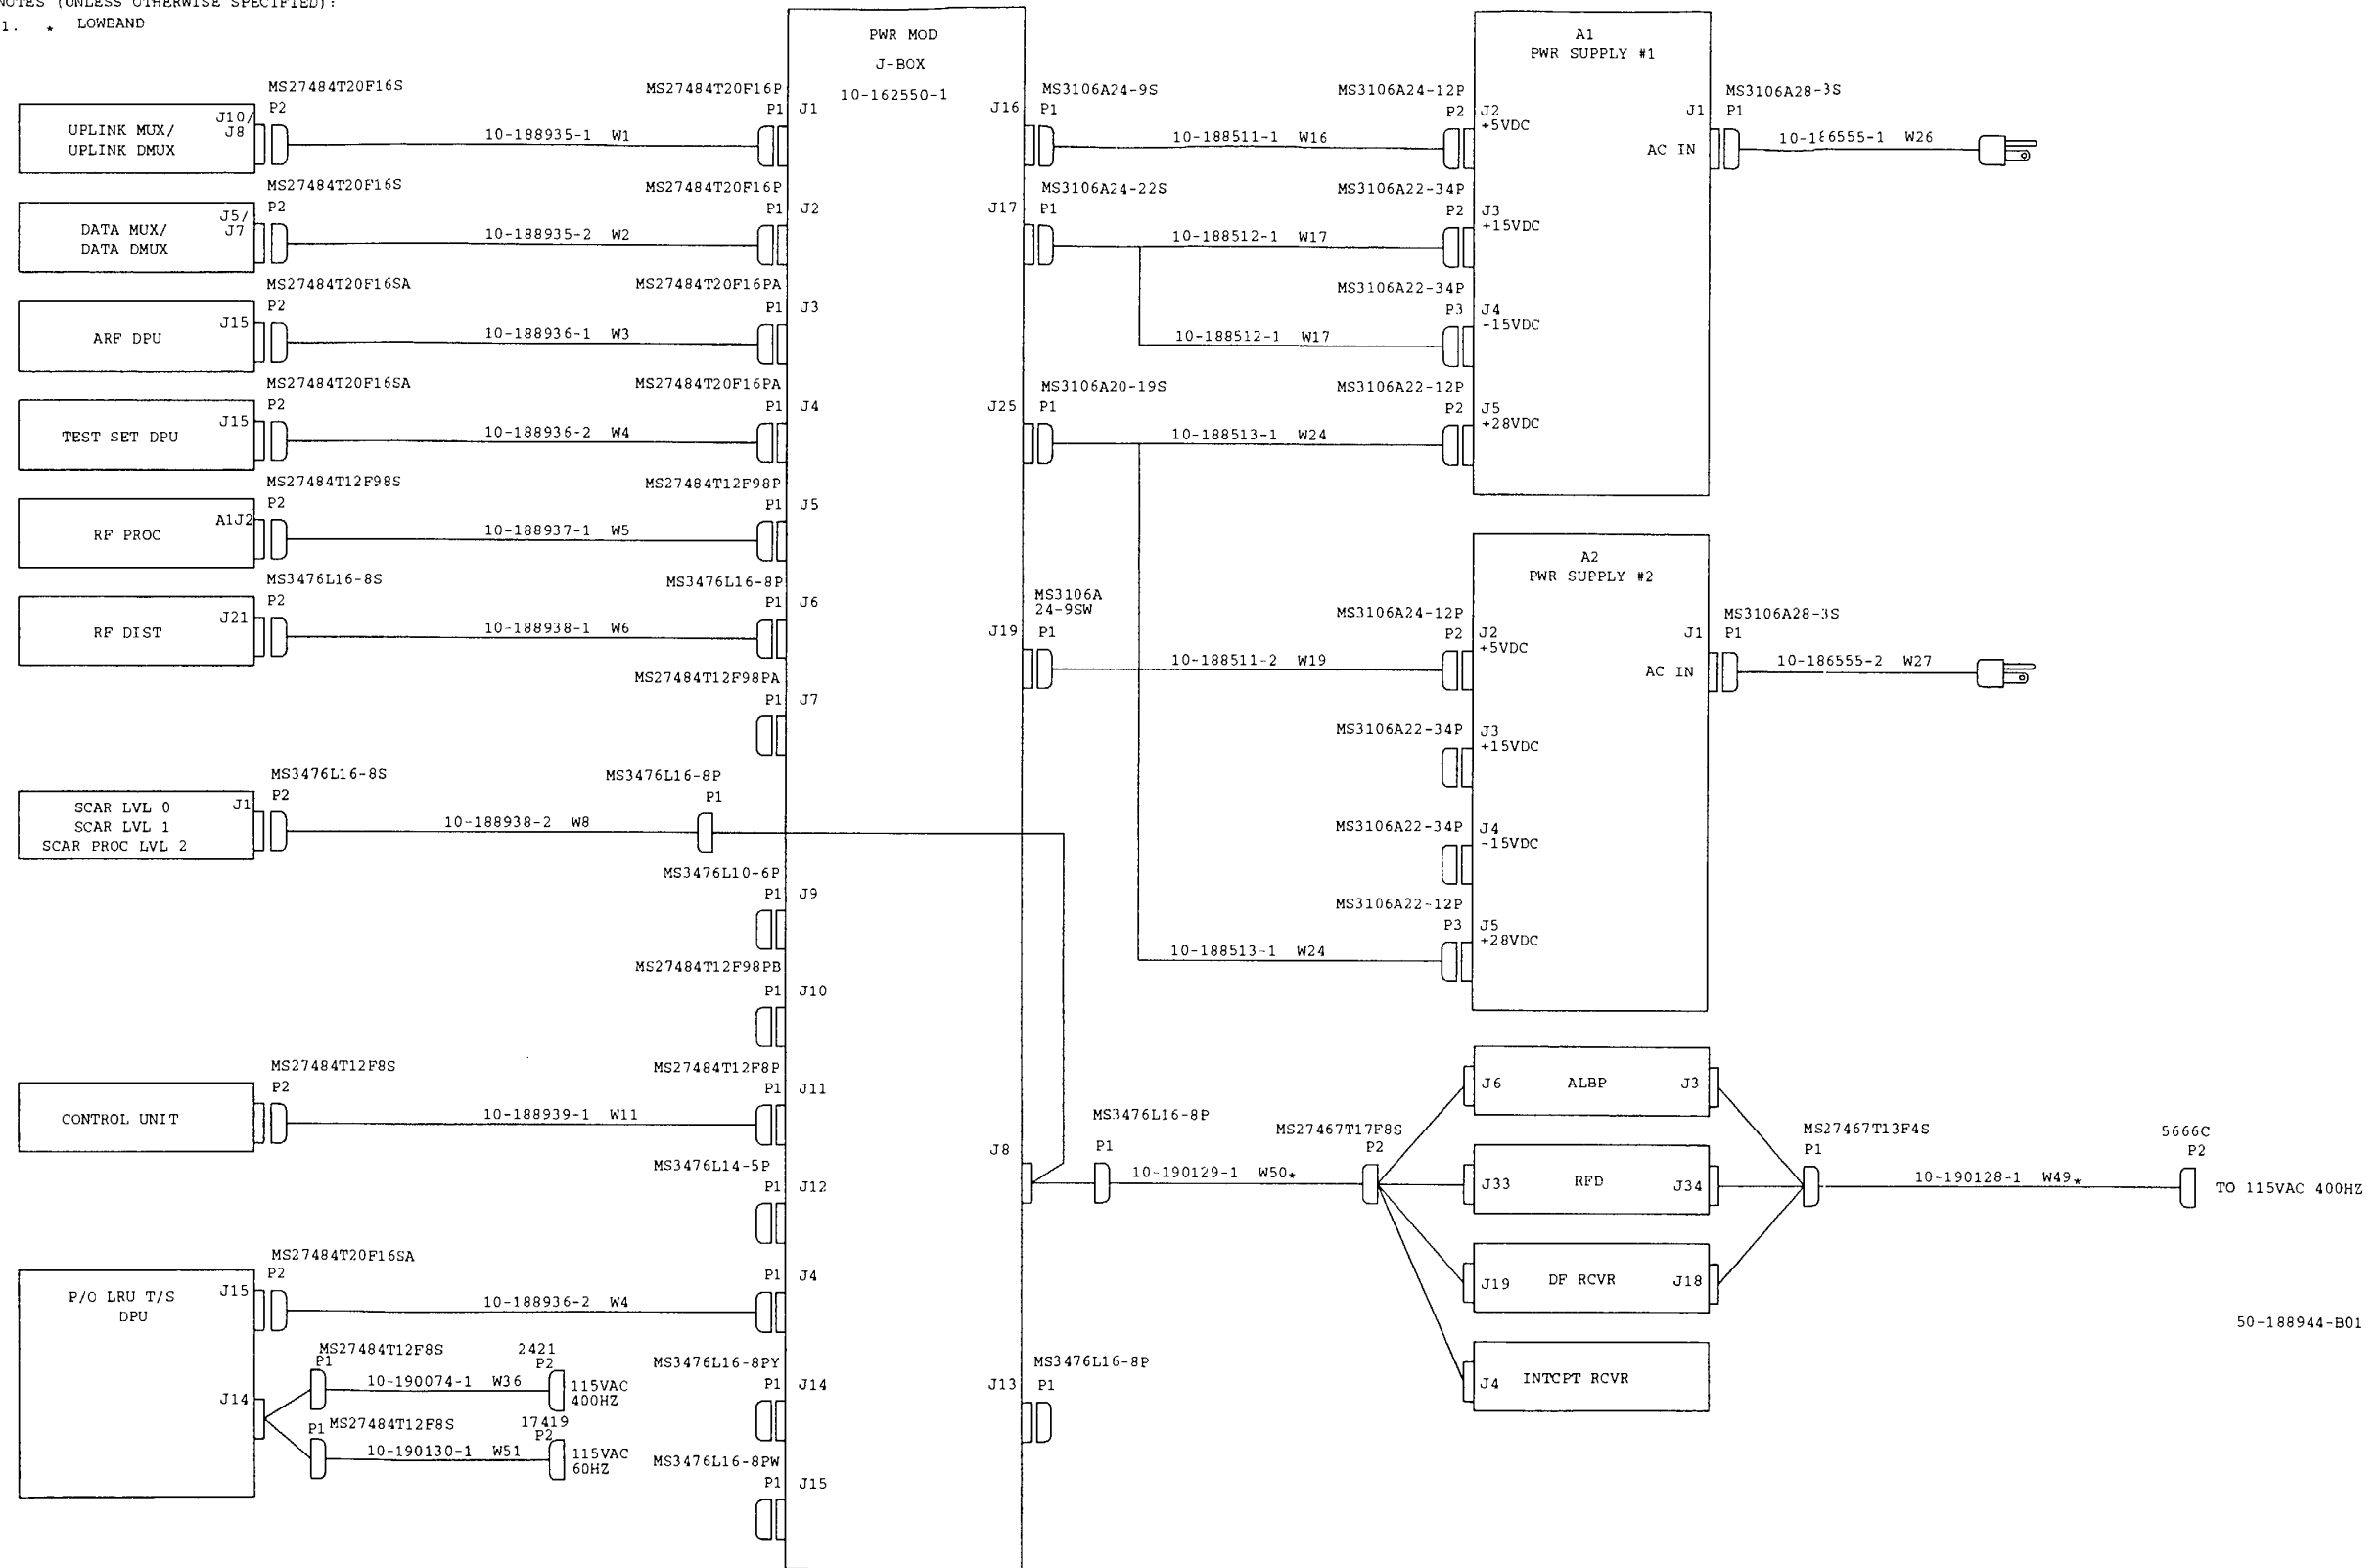 NOTES (UNLESS OTHERWISE SPECIFIED):
1. * LOWBAND
PWR MOD
J-BOX
10-162550-1
MS27484T20F16S
P2
J10/
J8
UPLINK MUX/
UPLINK DMUX
10-188935-1 W1
MS27484T20F16P
P1 J1
MS27484T20F16S
P2
J5/
J7
DATA MUX/
DATA DMUX
10-188935-2 W2
MS27484T20F16P
P1 J2
MS27484T20F16SA
P2
J15
ARF DPU
10-188936-1 W3
MS27484T20F16PA
P1 J3
MS27484T20F16SA
P2
J15
TEST SET DPU
10-188936-2 W4
MS27484T20F16PA
P1 J4
MS27484T12F98S
P2
A1J2
RF PROC
10-188937-1 W5
MS27484T12F98P
P1 J5
MS3476L16-8S
P2
J21
RF DIST
10-188938-1 W6
MS3476L16-8P
P1 J6
MS27484T12F98PA
P1 J7
MS3476L16-8S
P2
J1
SCAR LVL 0
SCAR LVL 1
SCAR PROC LVL 2
10-188938-2 W8
MS3476L16-8P
P1
MS3476L10-6P
P1 J9
MS27484T12F98PB
P1 J10
MS27484T12F8S
P2
CONTROL UNIT
10-188939-1 W11
MS27484T12F8P
P1 J11
MS3476L14-5P
P1 J12
MS27484T20F16SA
P2
J15
P/O LRU T/S
DPU
10-188936-2 W4
P1 J4
J14
MS27484T12F8S
P1
10-190074-1 W36
2421
P2
115VAC
400HZ
MS27484T12F8S
P1
10-190130-1 W51
17419
P2
115VAC
60HZ
MS3476L16-8PY
P1 J14
MS3476L16-8PW
P1 J15
MS3106A24-9S
J16 P1
10-188511-1 W16
MS3106A24-12P
P2 J2
+5VDC
A1
PWR SUPPLY #1
MS3106A28-3S
J1 P1
AC IN
10-186555-1 W26
MS3106A24-22S
J17 P1
10-188512-1 W17
MS3106A22-34P
P2 J3
+15VDC
MS3106A22-34P
P3 J4
-15VDC
10-188512-1 W17
MS3106A20-19S
J25 P1
10-188513-1 W24
MS3106A22-12P
P2 J5
+28VDC
A2
PWR SUPPLY #2
MS3106A
24-9SW
J19 P1
10-188511-2 W19
MS3106A24-12P
P2 J2
+5VDC
MS3106A28-3S
J1 P1
AC IN
10-186555-2 W27
MS3106A22-34P
J3
+15VDC
MS3106A22-34P
J4
-15VDC
MS3106A22-12P
P3 J5
+28VDC
10-188513-1 W24
J8
MS3476L16-8P
P1
10-190129-1 W50*
MS27467T17F8S
P2
J6 ALBP J3
J33 RFD J34
J19 DF RCVR J18
J4 INTCPT RCVR
MS27467T13F4S
P1
10-190128-1 W49*
5666C
P2
TO 115VAC 400HZ
MS3476L16-8P
J13 P1
50-188944-B01